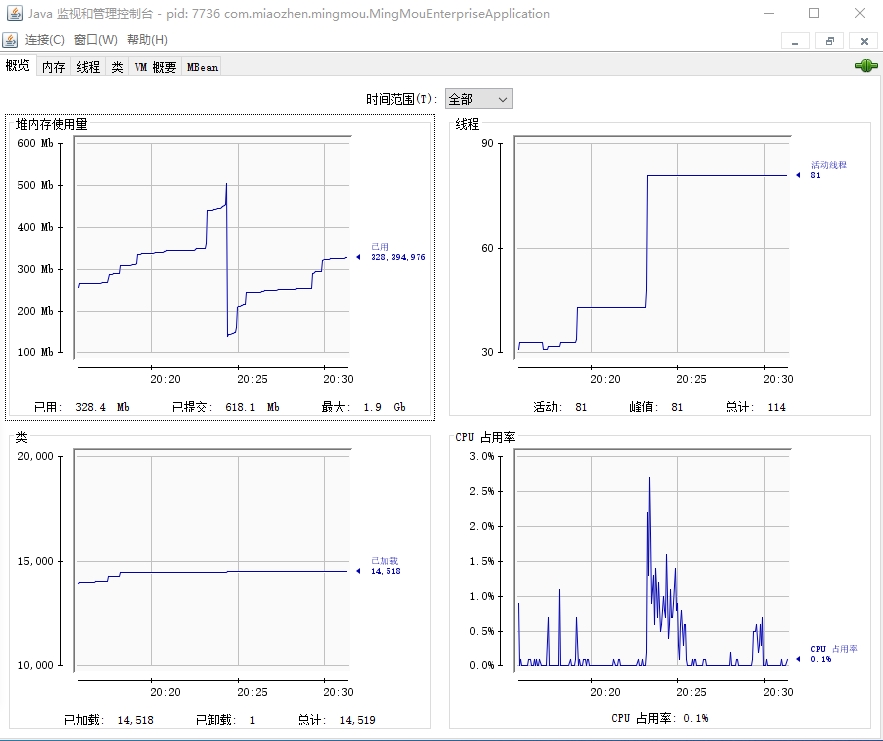 Java 监视和管理控制台 - pid: 7736 com.miaozhen.mingmou.MingMouEnterpriseApplication
连接(C) 窗口(W) 帮助(H)
概览 内存 线程 类 VM 概要 MBean
时间范围(T): 全部
堆内存使用量
600 Mb
500 Mb
400 Mb
300 Mb
200 Mb
100 Mb
已用
328,394,976
20:20 20:25 20:30
已用: 328.4 Mb 已提交: 618.1 Mb 最大: 1.9 Gb
线程
90
60
30
活动线程
81
20:20 20:25 20:30
活动: 81 峰值: 81 总计: 114
类
20,000
15,000
10,000
已加载
14,518
20:20 20:25 20:30
已加载: 14,518 已卸载: 1 总计: 14,519
CPU 占用率
3.0%
2.5%
2.0%
1.5%
1.0%
0.5%
0.0%
CPU 占用率
0.1%
20:20 20:25 20:30
CPU 占用率: 0.1%